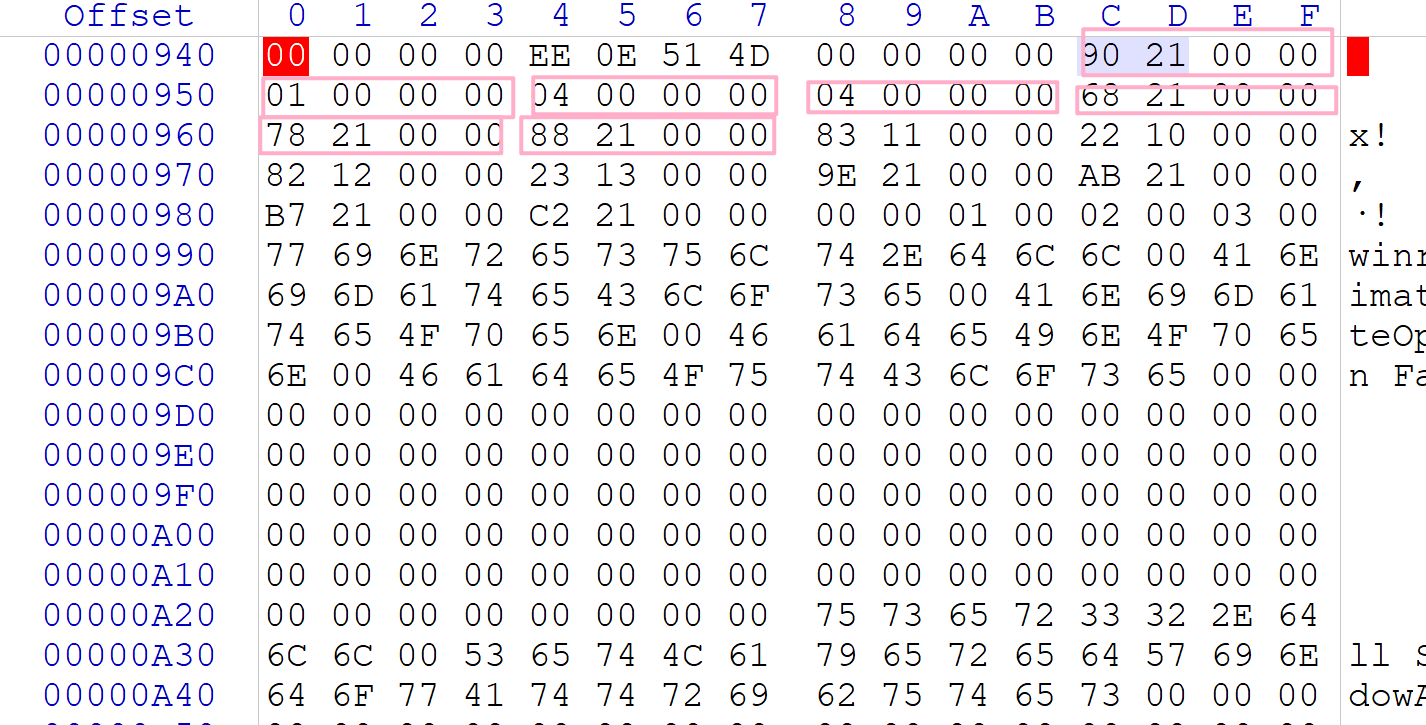 Offset 0 1 2 3 4 5 6 7 8 9 A B C D E F
00000940 00 00 00 00 EE 0E 51 4D 00 00 00 00 90 21 00 00
00000950 01 00 00 00 04 00 00 00 04 00 00 00 68 21 00 00
00000960 78 21 00 00 88 21 00 00 83 11 00 00 22 10 00 00 x!
00000970 82 12 00 00 23 13 00 00 9E 21 00 00 AB 21 00 00 ‚
00000980 B7 21 00 00 C2 21 00 00 00 00 01 00 02 00 03 00 ·!
00000990 77 69 6E 72 65 73 75 6C 74 2E 64 6C 6C 00 41 6E winr
000009A0 69 6D 61 74 65 43 6C 6F 73 65 00 41 6E 69 6D 61 imat
000009B0 74 65 4F 70 65 6E 00 46 61 64 65 49 6E 4F 70 65 teOp
000009C0 6E 00 46 61 64 65 4F 75 74 43 6C 6F 73 65 00 00 n Fa
000009D0 00 00 00 00 00 00 00 00 00 00 00 00 00 00 00 00
000009E0 00 00 00 00 00 00 00 00 00 00 00 00 00 00 00 00
000009F0 00 00 00 00 00 00 00 00 00 00 00 00 00 00 00 00
00000A00 00 00 00 00 00 00 00 00 00 00 00 00 00 00 00 00
00000A10 00 00 00 00 00 00 00 00 00 00 00 00 00 00 00 00
00000A20 00 00 00 00 00 00 00 00 75 73 65 72 33 32 2E 64
00000A30 6C 6C 00 53 65 74 4C 61 79 65 72 65 64 57 69 6E ll S
00000A40 64 6F 77 41 74 74 72 69 62 75 74 65 73 00 00 00 dowA